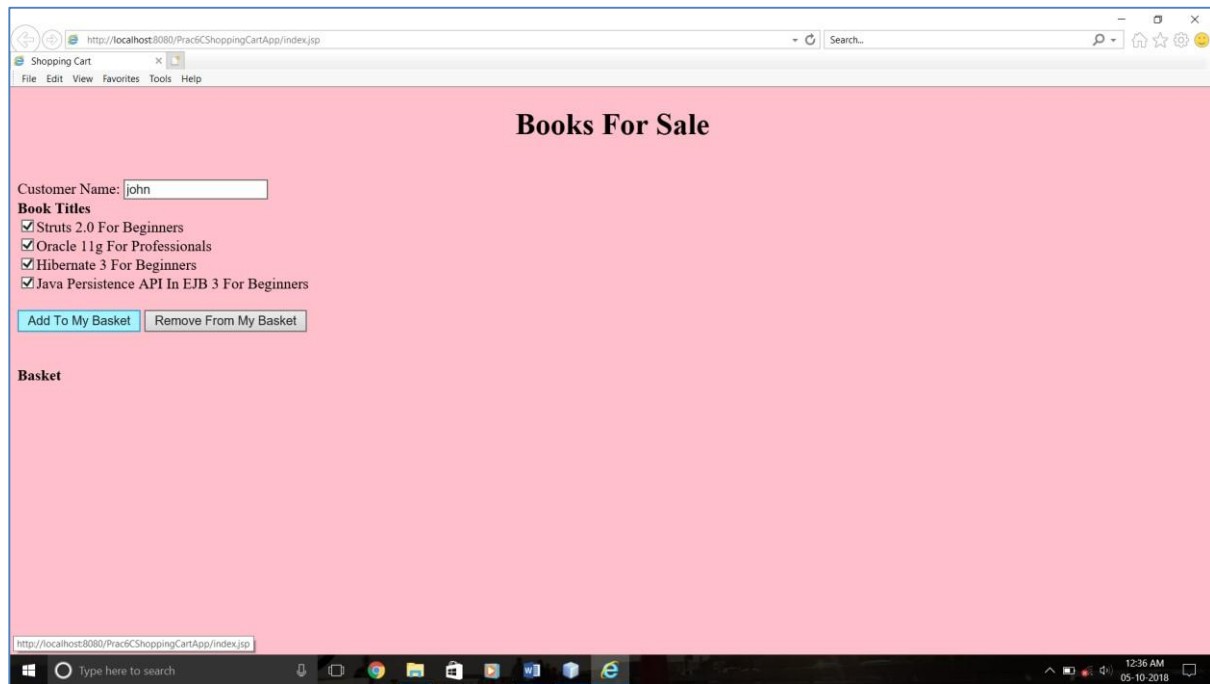 http://localhost:8080/Prac6CShoppingCartApp/index.jsp
Search...
Shopping Cart
File Edit View Favorites Tools Help
Books For Sale
Customer Name: john
Book Titles
Struts 2.0 For Beginners
Oracle 11g For Professionals
Hibernate 3 For Beginners
Java Persistence API In EJB 3 For Beginners
Add To My Basket Remove From My Basket
Basket
http://localhost:8080/Prac6CShoppingCartApp/index.jsp
Type here to search
12:36 AM
05-10-2018